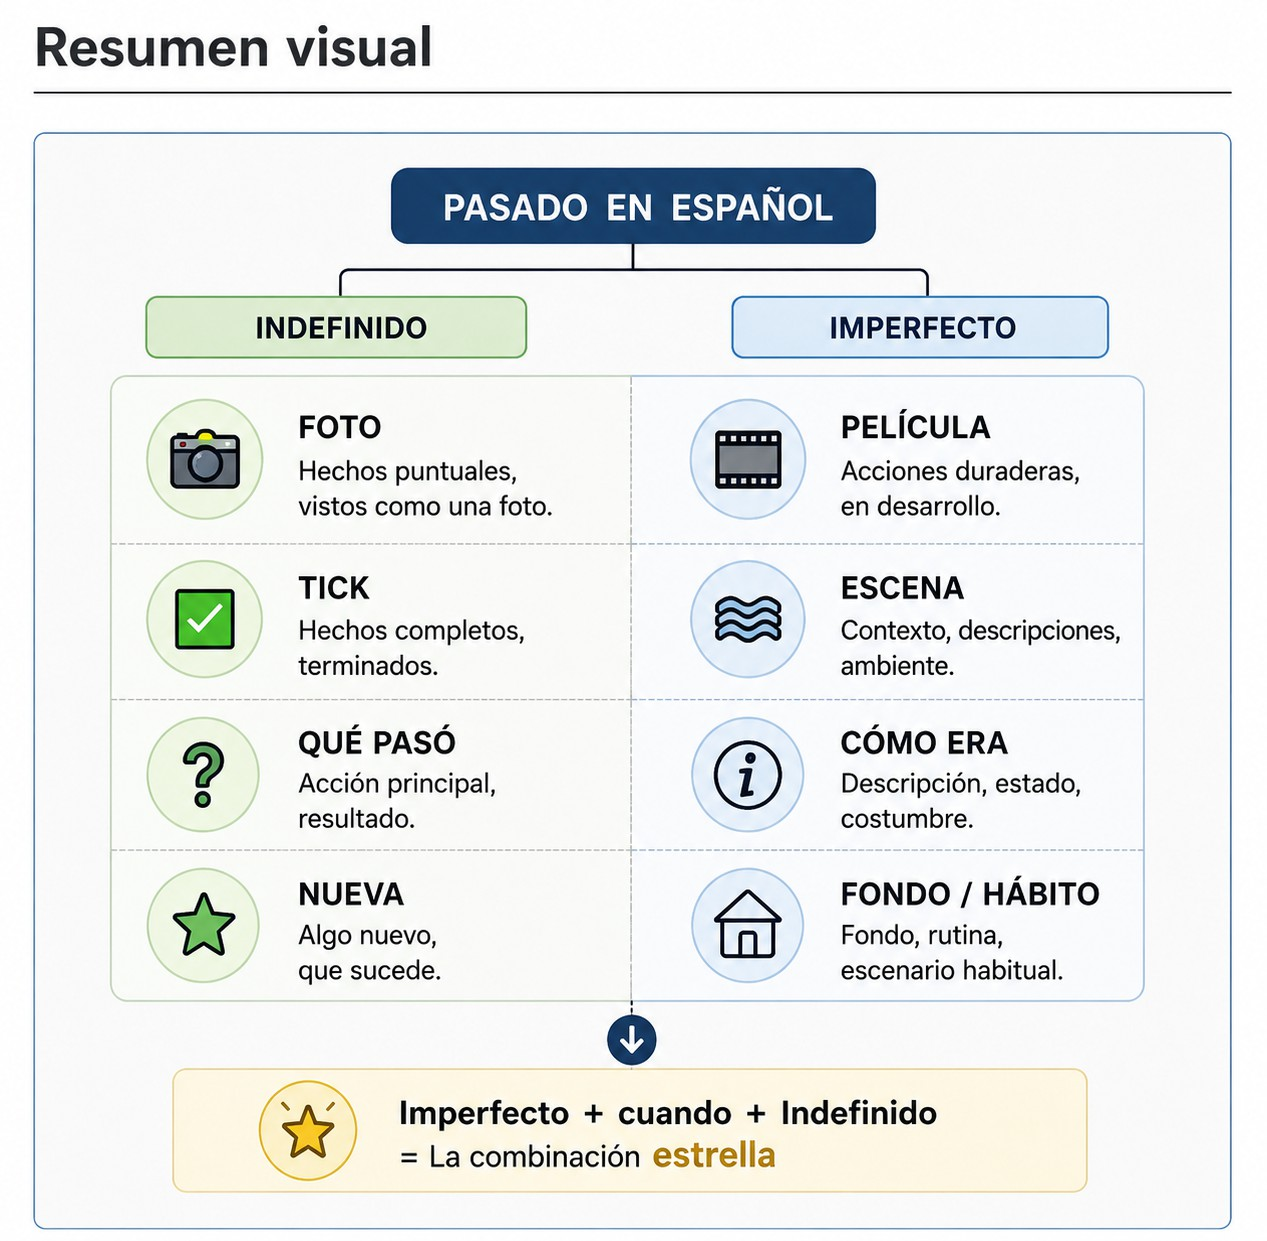 Resumen visual
PASADO EN ESPAÑOL
INDEFINIDO
IMPERFECTO
FOTO
Hechos puntuales,
vistos como una foto.
PELÍCULA
Acciones duraderas,
en desarrollo.
TICK
Hechos completos,
terminados.
ESCENA
Contexto, descripciones,
ambiente.
QUÉ PASÓ
Acción principal,
resultado.
CÓMO ERA
Descripción, estado,
costumbre.
NUEVA
Algo nuevo,
que sucede.
FONDO / HÁBITO
Fondo, rutina,
escenario habitual.
Imperfecto + cuando + Indefinido
= La combinación estrella